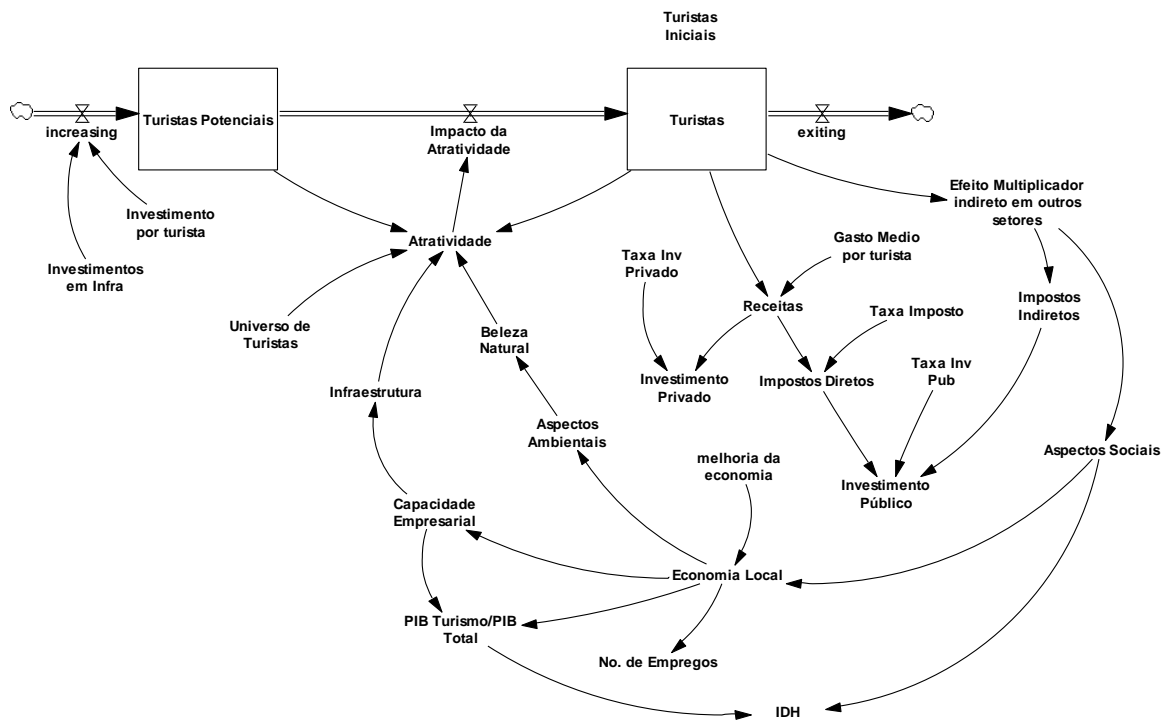 Turistas
Iniciais
Turistas Potenciais
Turistas
increasing
Impacto da
Atratividade
exiting
Investimento
por turista
Investimentos
em Infra
Atratividade
Efeito Multiplicador
indireto em outros
setores
Taxa Inv
Privado
Gasto Medio
por turista
Universo de
Turistas
Beleza
Natural
Receitas
Taxa Imposto
Impostos
Indiretos
Infraestrutura
Investimento
Privado
Impostos Diretos
Taxa Inv
Pub
Aspectos
Ambientais
melhoria da
economia
Aspectos Sociais
Investimento
Público
Capacidade
Empresarial
Economia Local
PIB Turismo/PIB
Total
No. de Empregos
IDH